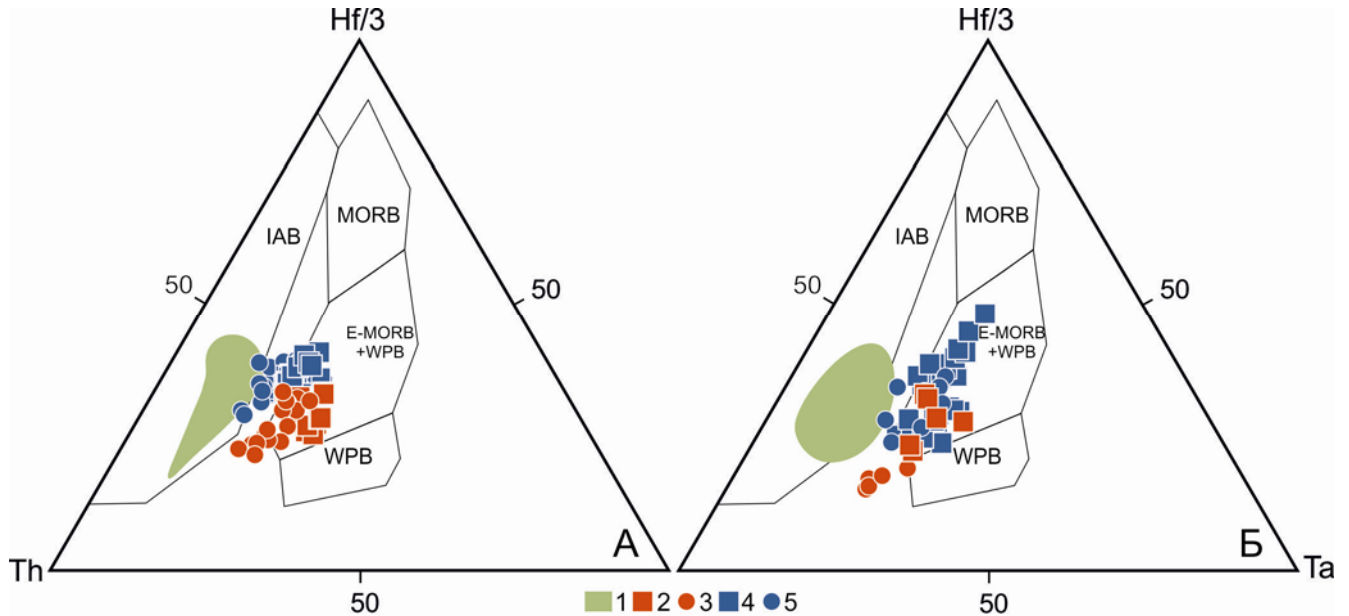 Hf/3 Hf/3
MORB MORB
IAB IAB
50 50 50 50
E-MORB E-MORB
+WPB +WPB
WPB WPB
А Б
Th Ta
50 1 2 3 4 5 50